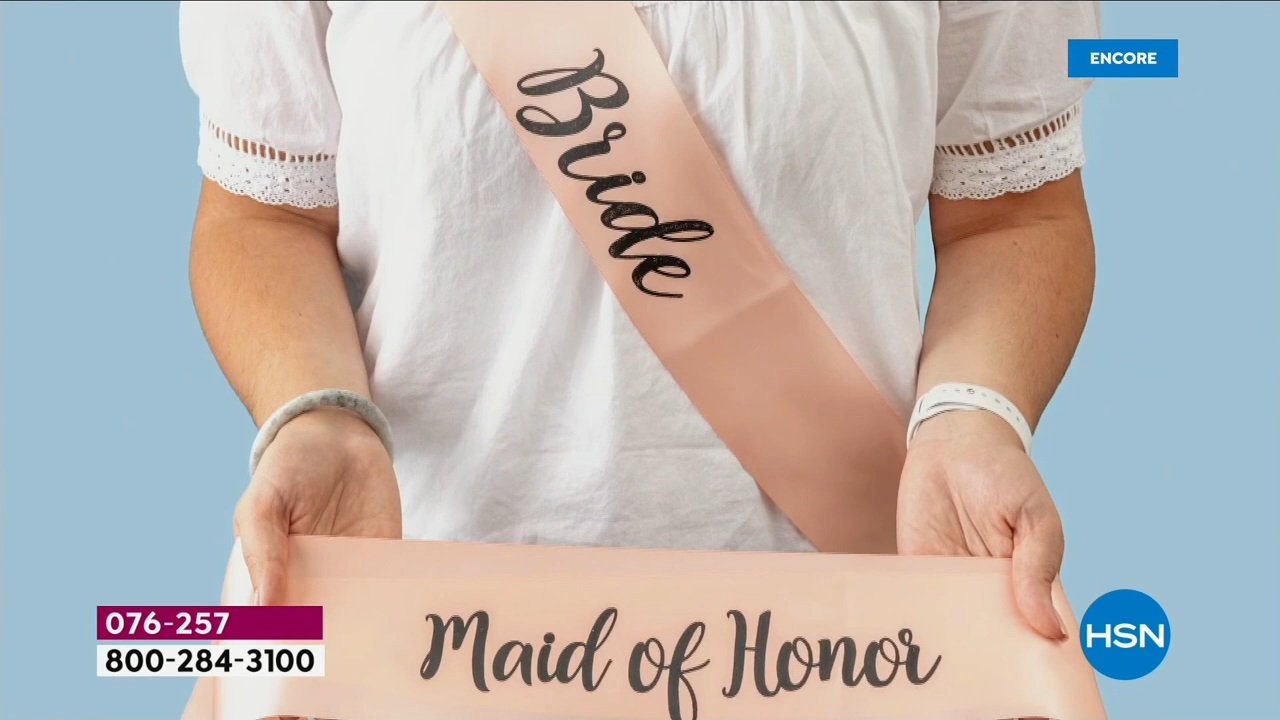 ENCORE
Bride
Maid of Honor
076-257
800-284-3100
HSN